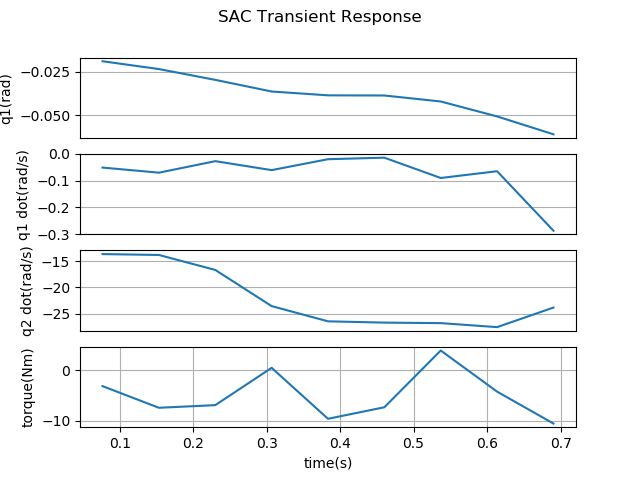 SAC Transient Response
q1(rad)
−0.025
−0.050
q1 dot(rad/s)
0.0
−0.1
−0.2
−0.3
q2 dot(rad/s)
−15
−20
−25
torque(Nm)
0
−10
0.1 0.2 0.3 0.4 0.5 0.6 0.7
time(s)